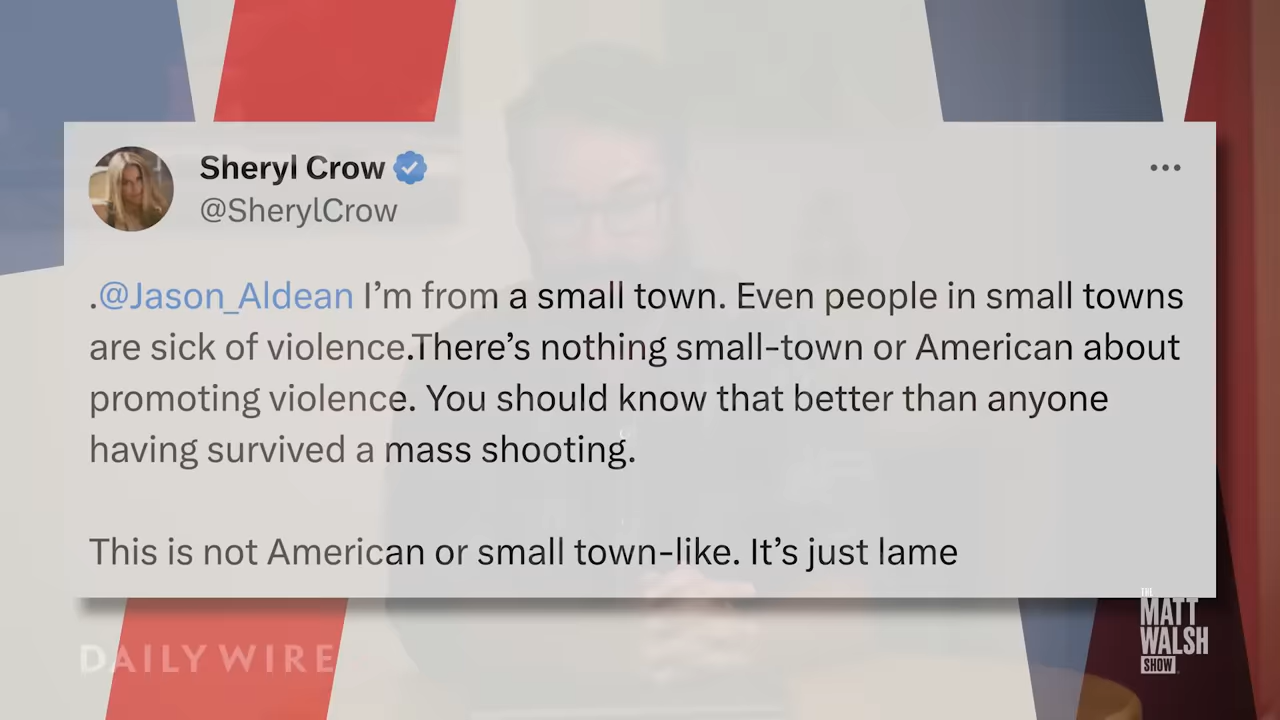 Sheryl Crow
@SherylCrow
.@Jason_Aldean I’m from a small town. Even people in small towns
are sick of violence.There’s nothing small-town or American about
promoting violence. You should know that better than anyone
having survived a mass shooting.
This is not American or small town-like. It’s just lame
DAILY WIRE
THE
MATT
WALSH
SHOW